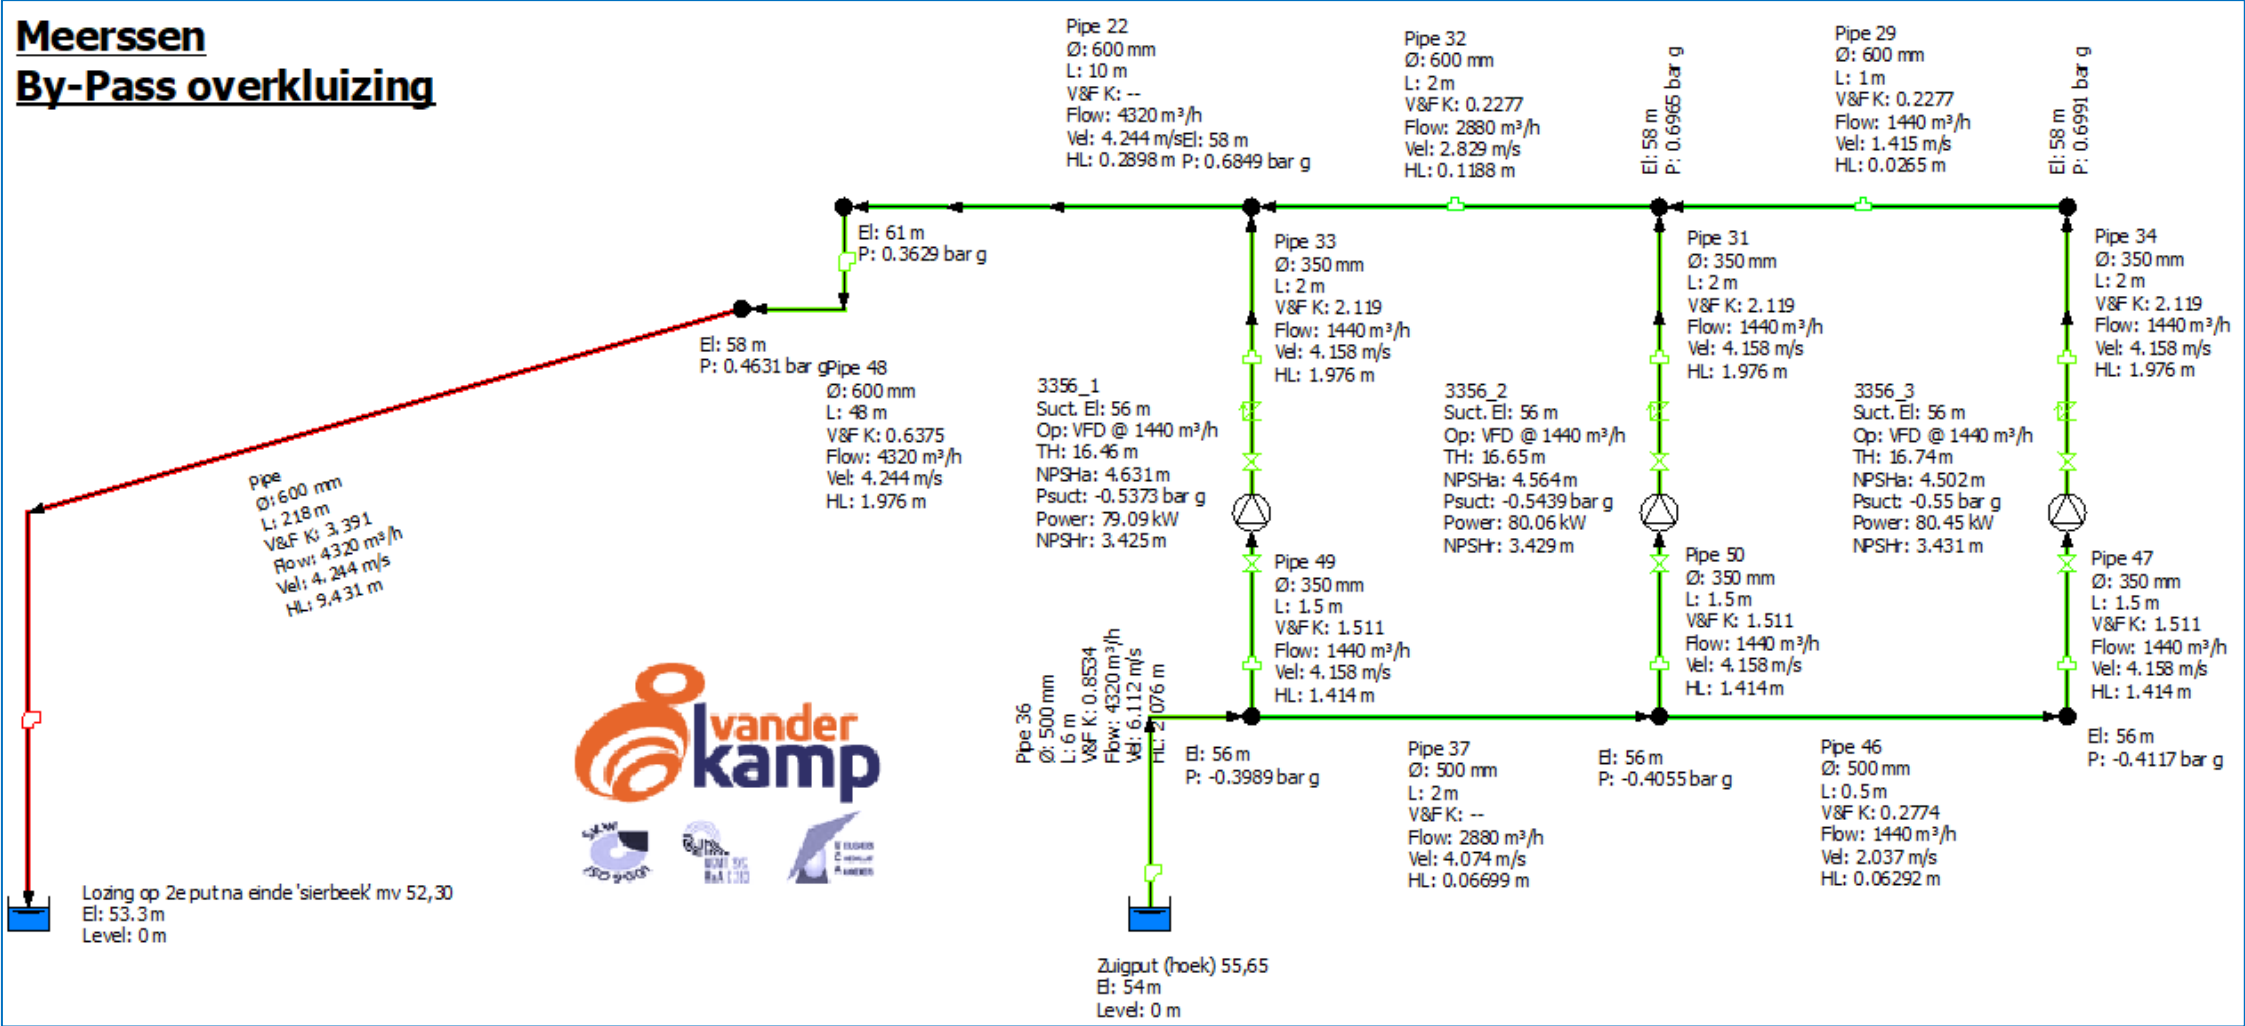 Meerssen
By-Pass overkluizing
Pipe 22
Ø: 600 mm
L: 10 m
V&F K: --
Flow: 4320 m³/h
Vel: 4.244 m/s
HL: 0.2898 m
El: 58 m
P: 0.6849 bar g
Pipe 32
Ø: 600 mm
L: 2 m
V&F K: 0.2277
Flow: 2880 m³/h
Vel: 2.829 m/s
HL: 0.1188 m
El: 58 m
P: 0.6965 bar g
Pipe 29
Ø: 600 mm
L: 1 m
V&F K: 0.2277
Flow: 1440 m³/h
Vel: 1.415 m/s
HL: 0.0265 m
El: 58 m
P: 0.6991 bar g
El: 61 m
P: 0.3629 bar g
Pipe 33
Ø: 350 mm
L: 2 m
V&F K: 2.119
Flow: 1440 m³/h
Vel: 4.158 m/s
HL: 1.976 m
Pipe 31
Ø: 350 mm
L: 2 m
V&F K: 2.119
Flow: 1440 m³/h
Vel: 4.158 m/s
HL: 1.976 m
Pipe 34
Ø: 350 mm
L: 2 m
V&F K: 2.119
Flow: 1440 m³/h
Vel: 4.158 m/s
HL: 1.976 m
El: 58 m
P: 0.4631 bar g
Pipe 48
Ø: 600 mm
L: 48 m
V&F K: 0.6375
Flow: 4320 m³/h
Vel: 4.244 m/s
HL: 1.976 m
3356_1
Suct. El: 56 m
Op: VFD @ 1440 m³/h
TH: 16.46 m
NPSHa: 4.631 m
Psuct: -0.5373 bar g
Power: 79.09 kW
NPSHr: 3.425 m
3356_2
Suct. El: 56 m
Op: VFD @ 1440 m³/h
TH: 16.65 m
NPSHa: 4.564 m
Psuct: -0.5439 bar g
Power: 80.06 kW
NPSHr: 3.429 m
3356_3
Suct. El: 56 m
Op: VFD @ 1440 m³/h
TH: 16.74 m
NPSHa: 4.502 m
Psuct: -0.55 bar g
Power: 80.45 kW
NPSHr: 3.431 m
Pipe
Ø: 600 mm
L: 218 m
V&F K: 3.391
Flow: 4320 m³/h
Vel: 4.244 m/s
HL: 9.431 m
Pipe 49
Ø: 350 mm
L: 1.5 m
V&F K: 1.511
Flow: 1440 m³/h
Vel: 4.158 m/s
HL: 1.414 m
Pipe 50
Ø: 350 mm
L: 1.5 m
V&F K: 1.511
Flow: 1440 m³/h
Vel: 4.158 m/s
HL: 1.414 m
Pipe 47
Ø: 350 mm
L: 1.5 m
V&F K: 1.511
Flow: 1440 m³/h
Vel: 4.158 m/s
HL: 1.414 m
Pipe 36
Ø: 500 mm
L: 6 m
V&F K: 0.8534
Flow: 4320 m³/h
Vel: 6.112 m/s
HL: 2.076 m
vander
kamp
El: 56 m
P: -0.3989 bar g
Pipe 37
Ø: 500 mm
L: 2 m
V&F K: --
Flow: 2880 m³/h
Vel: 4.074 m/s
HL: 0.06699 m
El: 56 m
P: -0.4055 bar g
Pipe 46
Ø: 500 mm
L: 0.5 m
V&F K: 0.2774
Flow: 1440 m³/h
Vel: 2.037 m/s
HL: 0.06292 m
El: 56 m
P: -0.4117 bar g
Lozing op 2e put na einde 'sierbeek' mv 52,30
El: 53.3 m
Level: 0 m
Zuigput (hoek) 55,65
El: 54 m
Level: 0 m